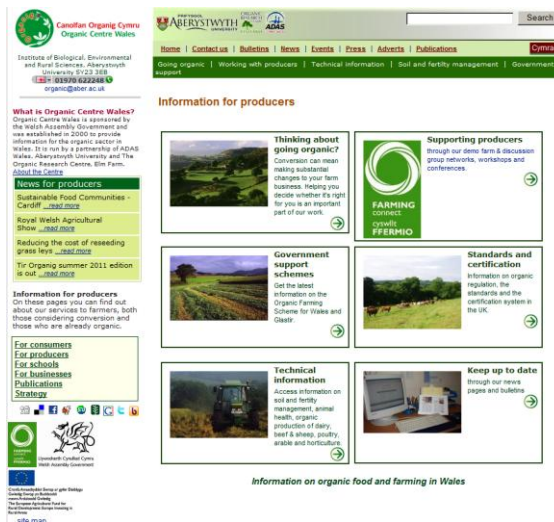 Canolfan Organig Cymru
Organic Centre Wales
Institute of Biological, Environmental
and Rural Sciences, Aberystwyth
University SY23 3EB
01970 622248
organic@aber.ac.uk
What is Organic Centre Wales?
Organic Centre Wales is sponsored by
the Welsh Assembly Government and
was established in 2000 to provide
information for the organic sector in
Wales. It is run by a partnership of ADAS
Wales, Aberystwyth University and The
Organic Research Centre, Elm Farm.
About the Centre
News for producers
Sustainable Food Communities -
Cardiff ...read more
Royal Welsh Agricultural
Show ...read more
Reducing the cost of reseeding
grass leys ...read more
Tir Organig summer 2011 edition
is out ...read more
Information for producers
On these pages you can find out
about our services to farmers, both
those considering conversion and
those who are already organic.
For consumers
For producers
For schools
For businesses
Publications
Strategy
Llywodraeth Cynulliad Cymru
Welsh Assembly Government
site map
PRIFYSGOL
ABERYSTWYTH
UNIVERSITY
ORGANIC
RESEARCH
CENTRE
ADAS
Search
Home | Contact us | Bulletins | News | Events | Press | Adverts | Publications
Cymra
Going organic | Working with producers | Technical information | Soil and fertilty management | Government
support
Information for producers
Thinking about
going organic?
Conversion can mean
making substantial
changes to your farm
business. Helping you
decide whether it's right
for you is an important
part of our work.
FARMING
connect
cyswllt
FFERMIO
Supporting producers
through our demo farm & discussion
group networks, workshops and
conferences.
Government
support
schemes
Get the latest
information on the
Organic Farming
Scheme for Wales and
Glastir.
Standards and
certification
Information on organic
regulation, the
standards and the
certification system in
the UK.
Technical
information
Access information on
soil and fertility
management, animal
health, organic
production of dairy,
beef & sheep, poultry,
arable and horticulture.
Keep up to date
through our news
pages and bulletins
Information on organic food and farming in Wales